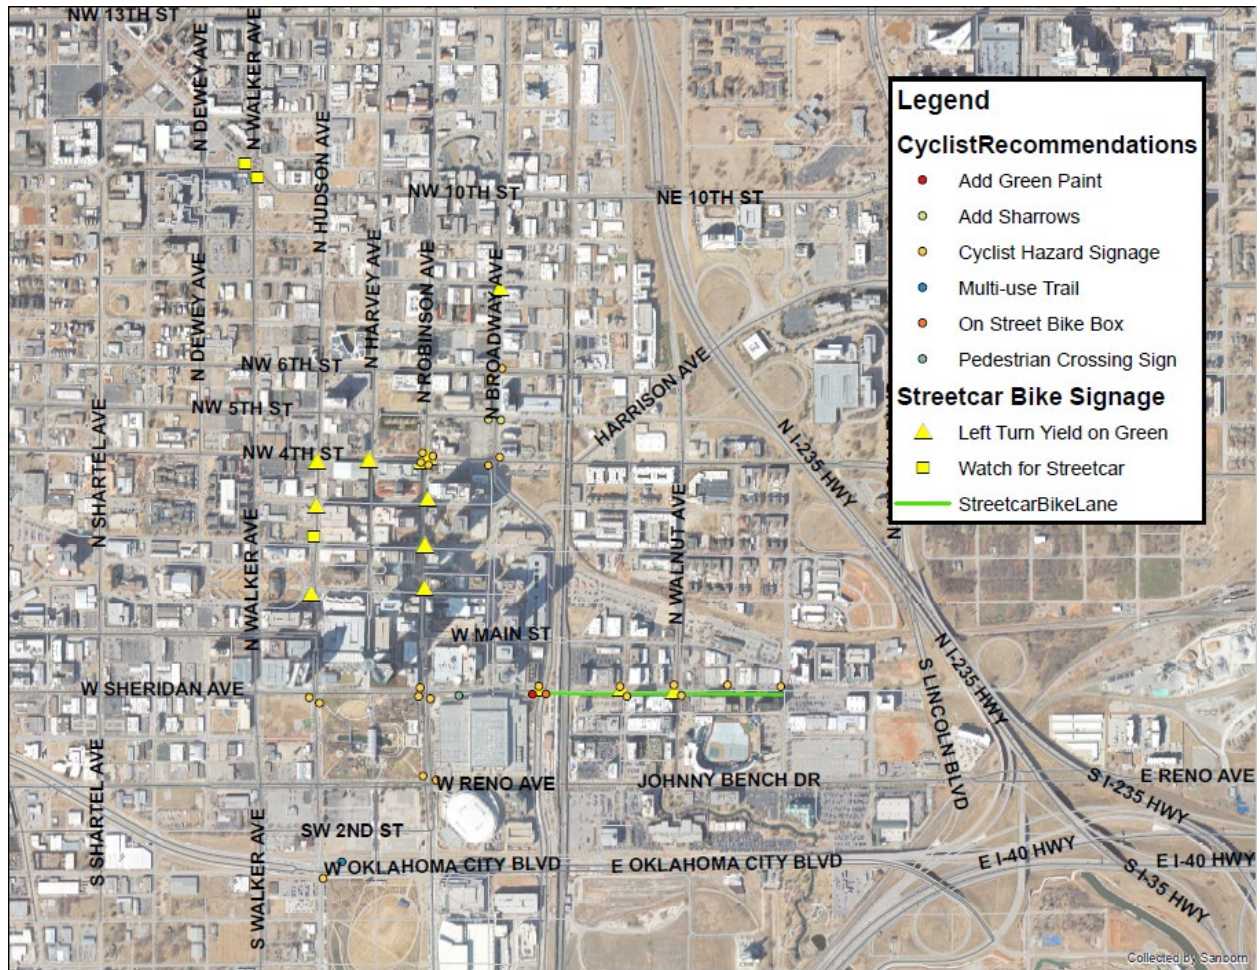 NW 13TH ST
N DEWEY AVE
N WALKER AVE
N HUDSON AVE
NW 10TH ST
NE 10TH ST
Legend
CyclistRecommendations
Add Green Paint
Add Sharrows
Cyclist Hazard Signage
Multi-use Trail
On Street Bike Box
Pedestrian Crossing Sign
Streetcar Bike Signage
Left Turn Yield on Green
Watch for Streetcar
StreetcarBikeLane
N DEWEY AVE
N HARVEY AVE
N ROBINSON AVE
N BROADWAY AVE
NW 6TH ST
NW 5TH ST
NW 4TH ST
HARRISON AVE
N I-235 HWY
N SHARTEL AVE
N WALKER AVE
N WALNUT AVE
W MAIN ST
W SHERIDAN AVE
S LINCOLN BLVD
N I-235 HWY
S SHARTEL AVE
W RENO AVE
JOHNNY BENCH DR
E RENO AVE
S I-235 HWY
SW 2ND ST
S WALKER AVE
W OKLAHOMA CITY BLVD
E OKLAHOMA CITY BLVD
E I-40 HWY
E I-40 HWY
S I-35 HWY
Collected by Sanborn